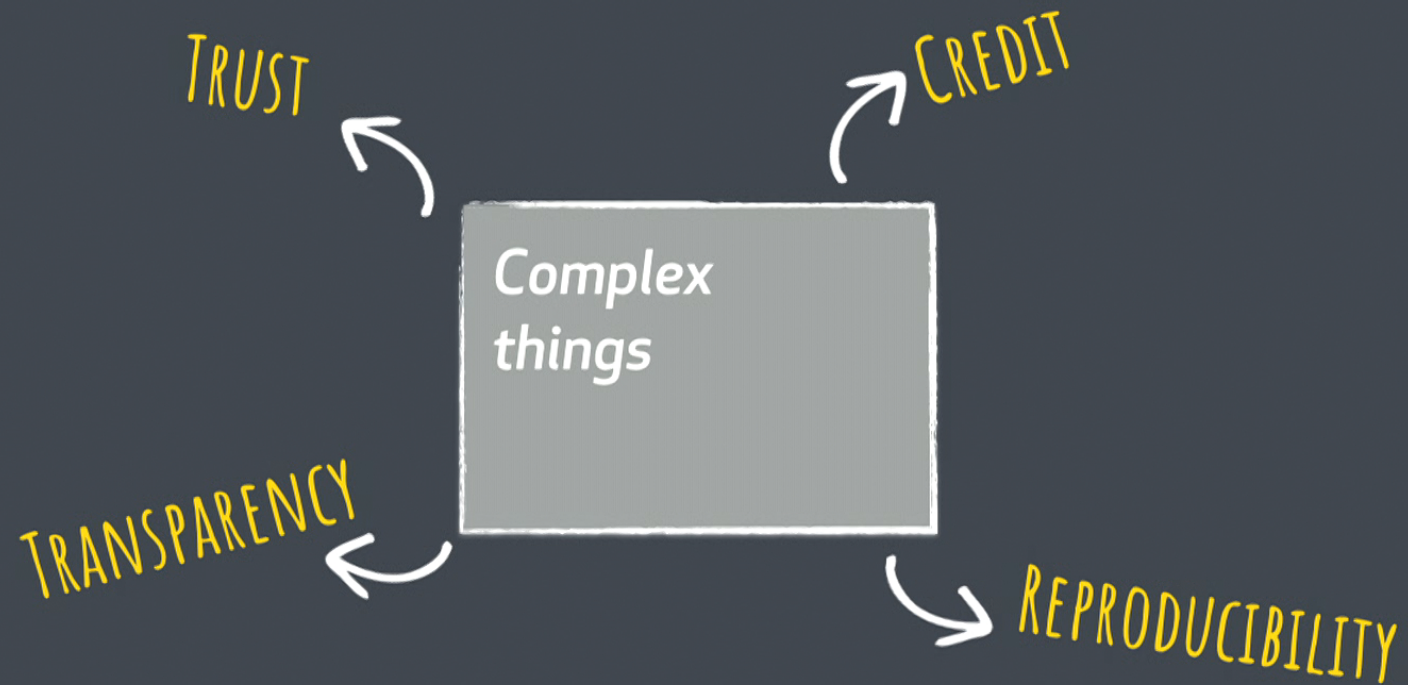 Trust
Credit
Complex
things
Transparency
Reproducibility